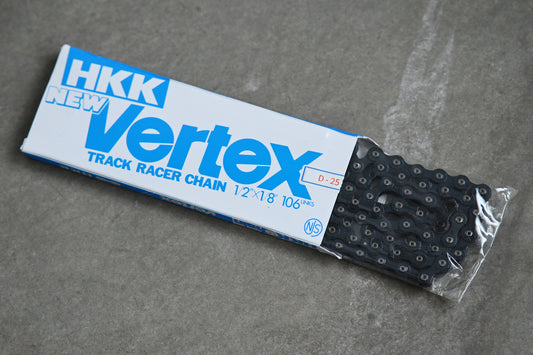 HKK
NEW
Vertex
TRACK RACER CHAIN 1/2"×1 8" 106 LINKS
D-25
NJS